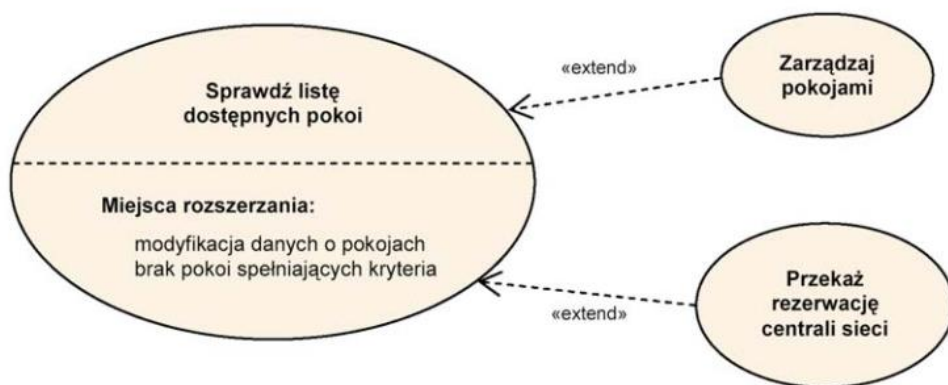 Sprawdź listę
dostępnych pokoi
Miejsca rozszerzania:
modyfikacja danych o pokojach
brak pokoi spełniających kryteria
«extend»
Zarządzaj
pokojami
«extend»
Przekaż
rezerwację
centrali sieci